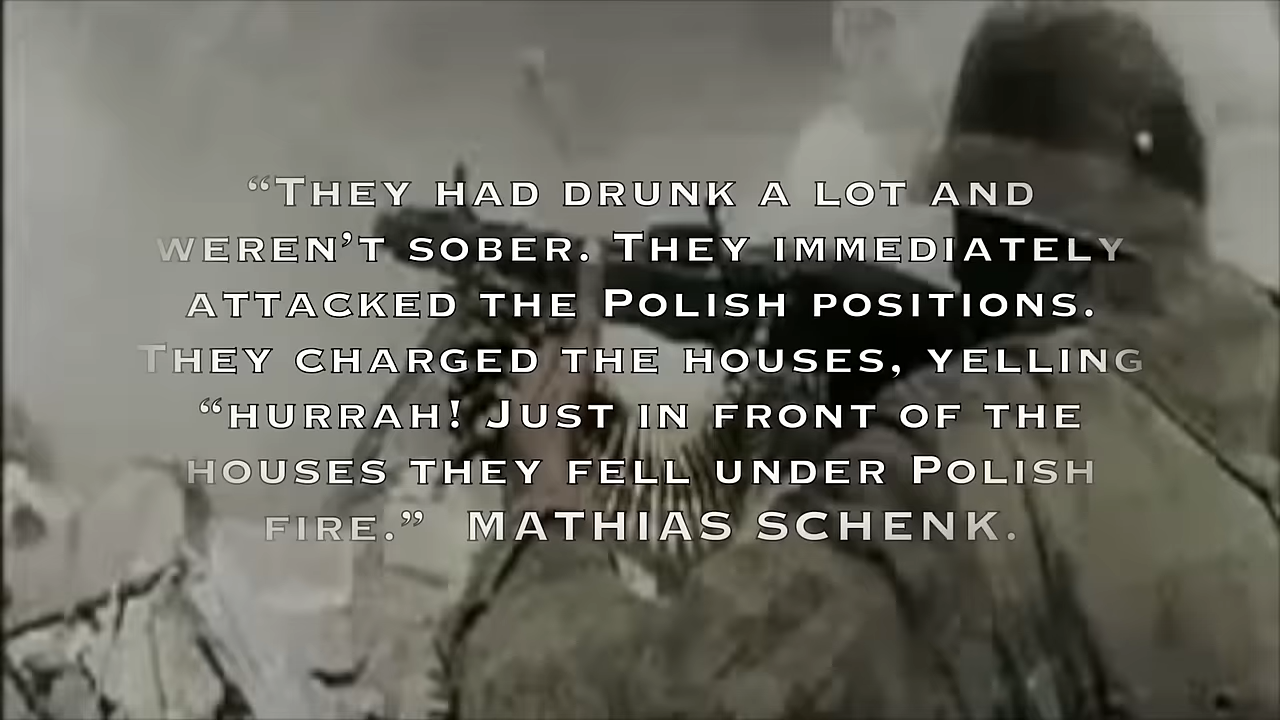 “They had drunk a lot and
weren’t sober. They immediately
attacked the Polish positions.
They charged the houses, yelling
“hurrah! Just in front of the
houses they fell under Polish
fire.”  MATHIAS SCHENK.